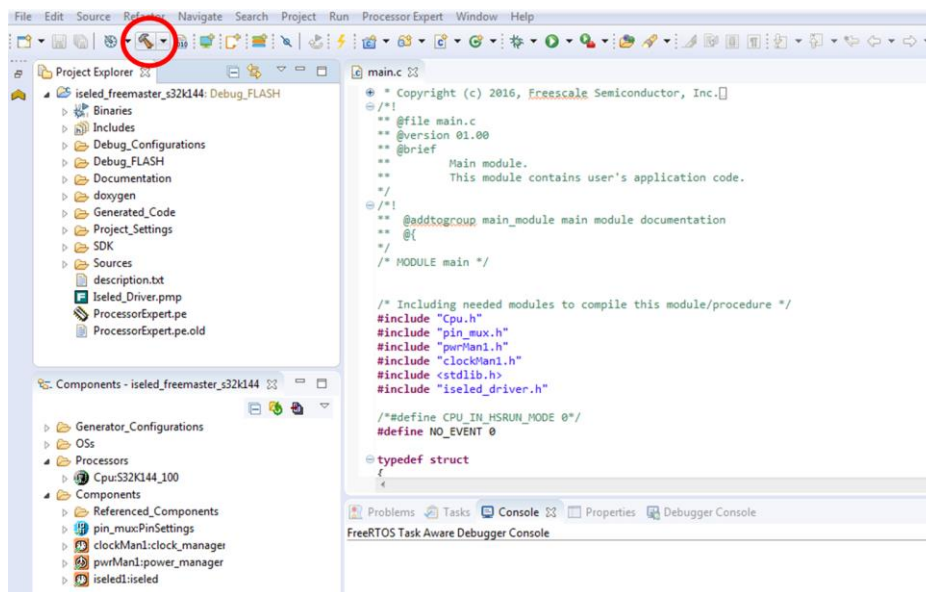 File Edit Source Refactor Navigate Search Project Run Processor Expert Window Help
Project Explorer
iseled_freemaster_s32k144: Debug_FLASH
Binaries
Includes
Debug_Configurations
Debug_FLASH
Documentation
doxygen
Generated_Code
Project_Settings
SDK
Sources
description.txt
Iseled_Driver.pmp
ProcessorExpert.pe
ProcessorExpert.pe.old
Components - iseled_freemaster_s32k144
Generator_Configurations
OSs
Processors
Cpu:S32K144_100
Components
Referenced_Components
pin_mux:PinSettings
clockMan1:clock_manager
pwrMan1:power_manager
iseled1:iseled
main.c
* Copyright (c) 2016, Freescale Semiconductor, Inc.
/*!
** @file main.c
** @version 01.00
** @brief
** Main module.
** This module contains user's application code.
*/
/*!
** @addtogroup main_module main module documentation
** @{
*/
/* MODULE main */
/* Including needed modules to compile this module/procedure */
#include "Cpu.h"
#include "pin_mux.h"
#include "pwrMan1.h"
#include "clockMan1.h"
#include <stdlib.h>
#include "iseled_driver.h"
/*#define CPU_IN_HSRUN_MODE 0*/
#define NO_EVENT 0
typedef struct
{
Problems Tasks Console Properties Debugger Console
FreeRTOS Task Aware Debugger Console